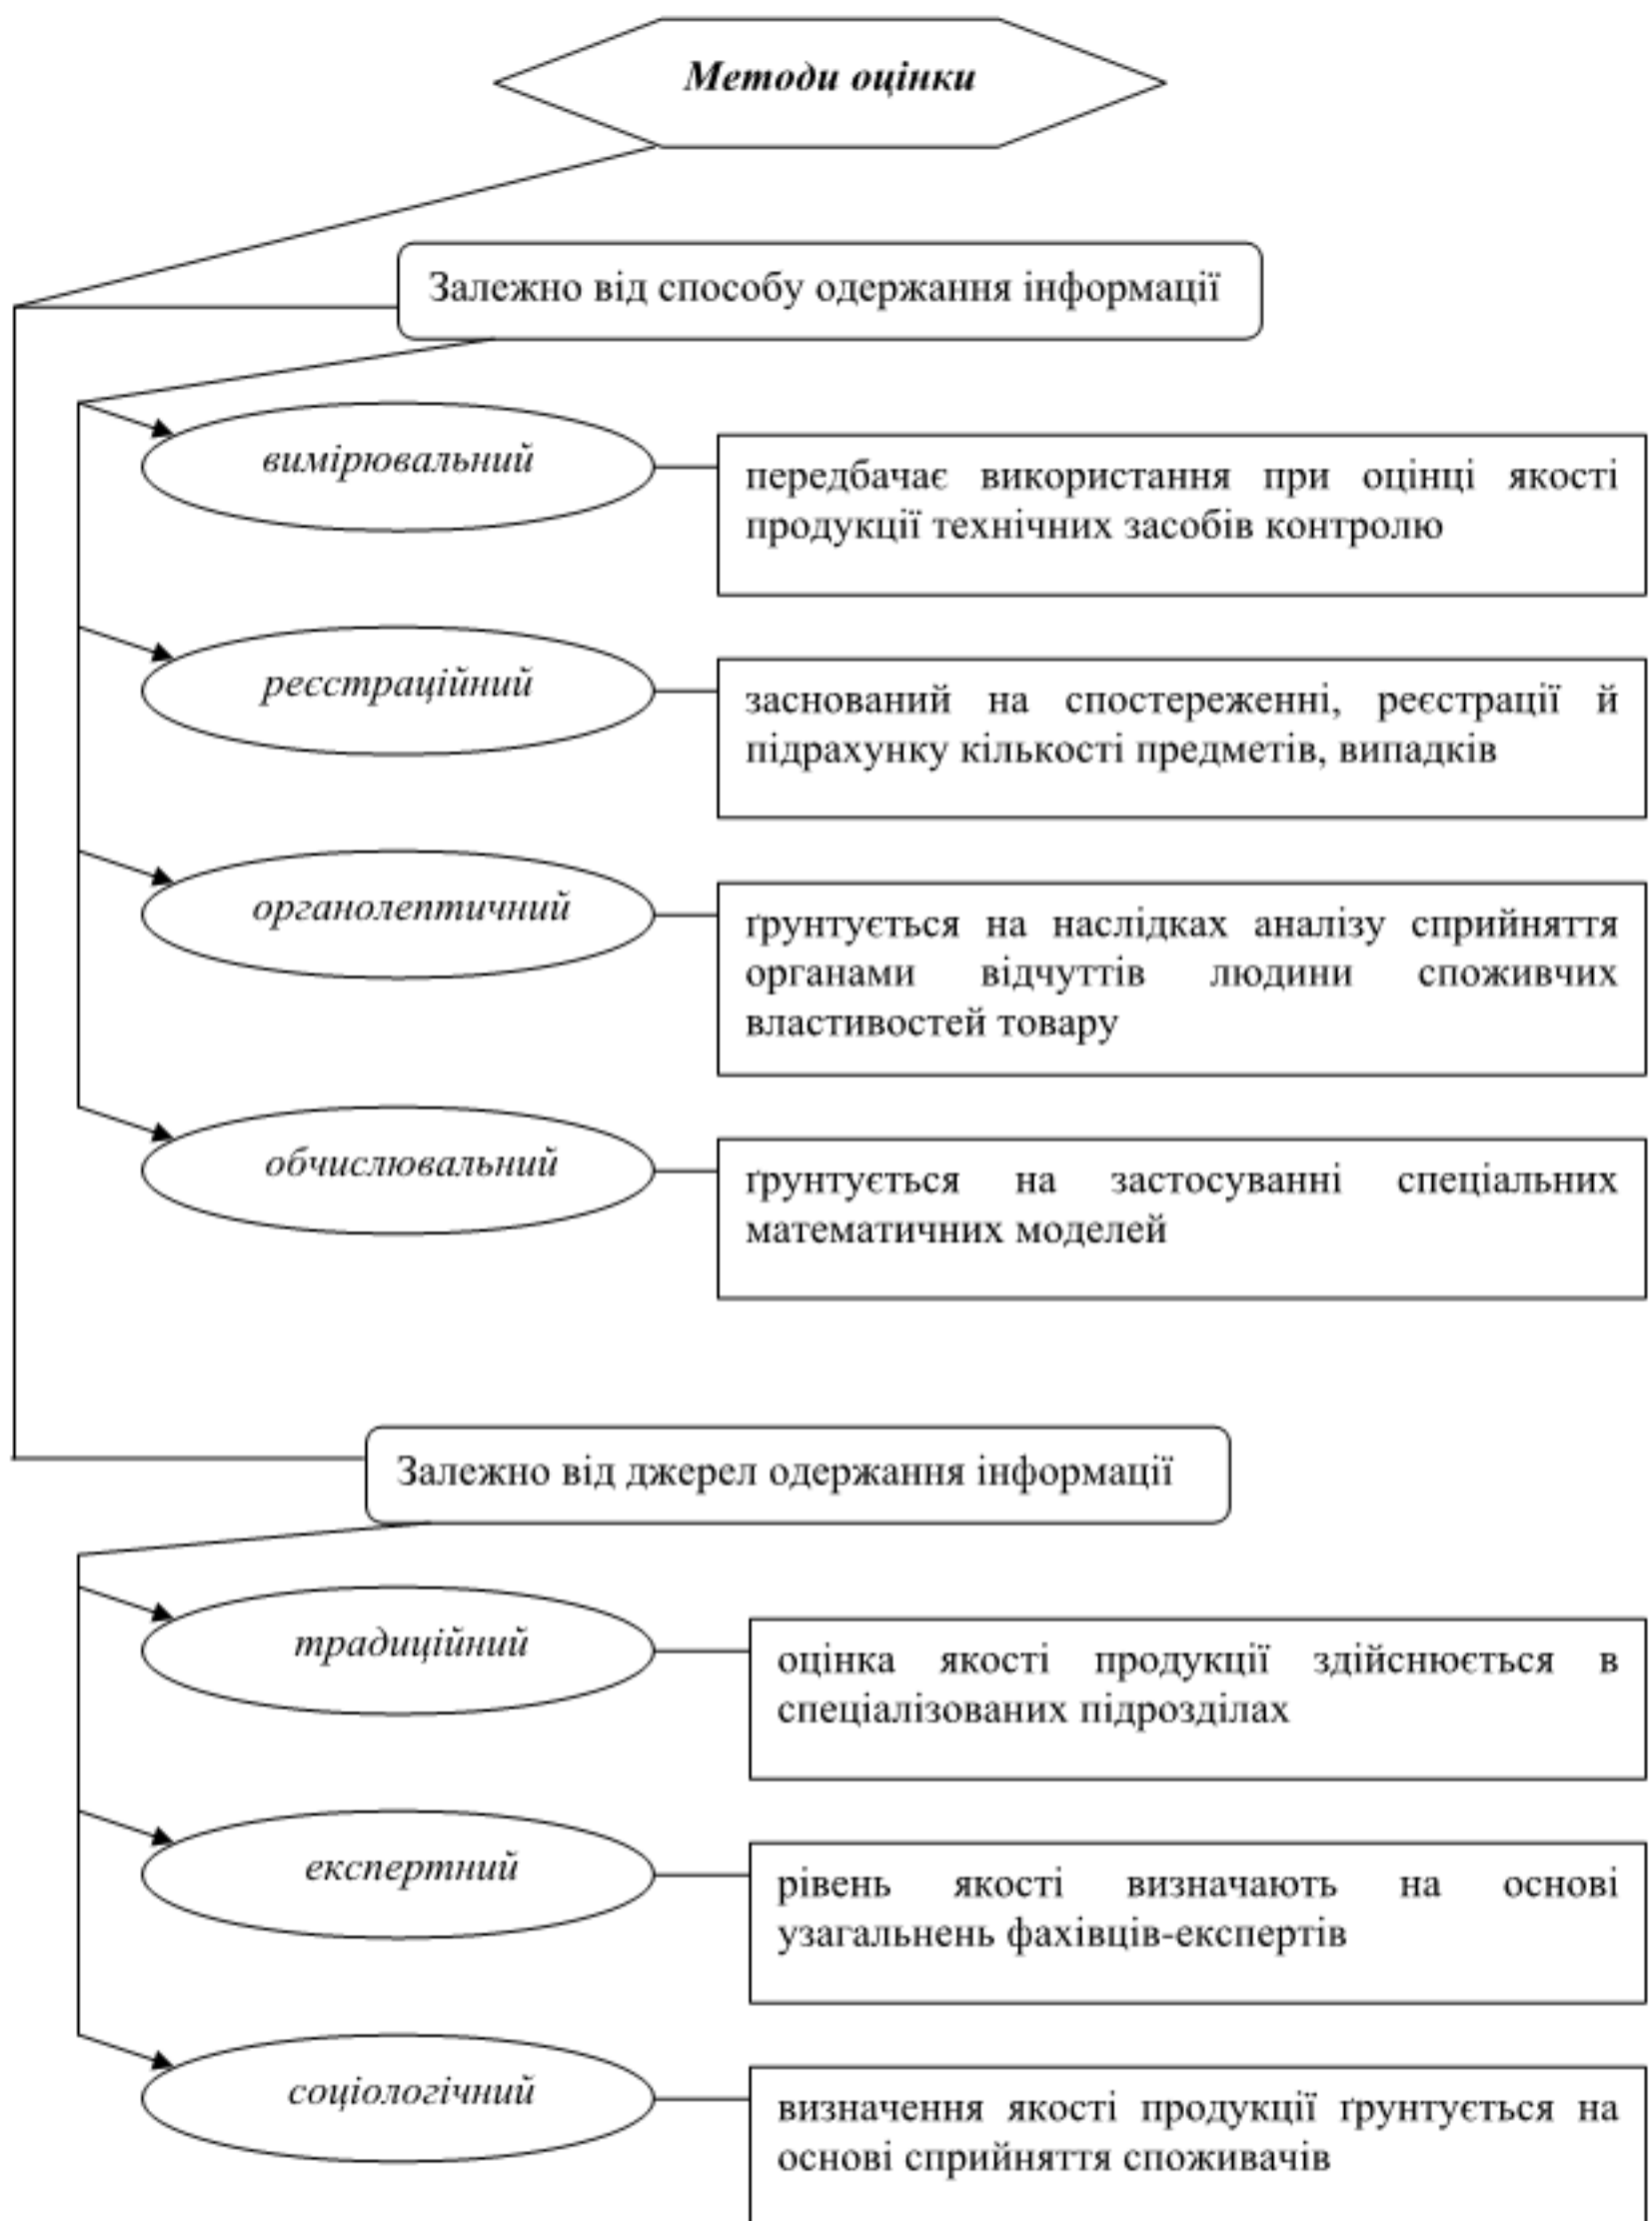 Методи оцінки
Залежно від способу одержання інформації
вимірювальний
передбачає використання при оцінці якості
продукції технічних засобів контролю
реєстраційний
заснований на спостереженні, реєстрації й
підрахунку кількості предметів, випадків
органолептичний
ґрунтується на наслідках аналізу сприйняття
органами відчуттів людини споживчих
властивостей товару
обчислювальний
ґрунтується на застосуванні спеціальних
математичних моделей
Залежно від джерел одержання інформації
традиційний
оцінка якості продукції здійснюється в
спеціалізованих підрозділах
експертний
рівень якості визначають на основі
узагальнень фахівців-експертів
соціологічний
визначення якості продукції ґрунтується на
основі сприйняття споживачів